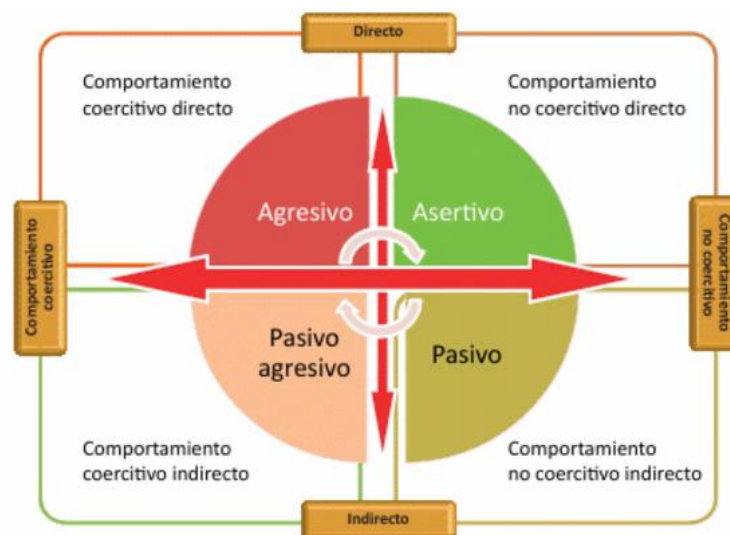 Directo
Comportamiento
coercitivo directo
Comportamiento
no coercitivo directo
Agresivo
Asertivo
Comportamiento
coercitivo
Comportamiento
no coercitivo
Pasivo
agresivo
Pasivo
Comportamiento
coercitivo indirecto
Comportamiento
no coercitivo indirecto
Indirecto